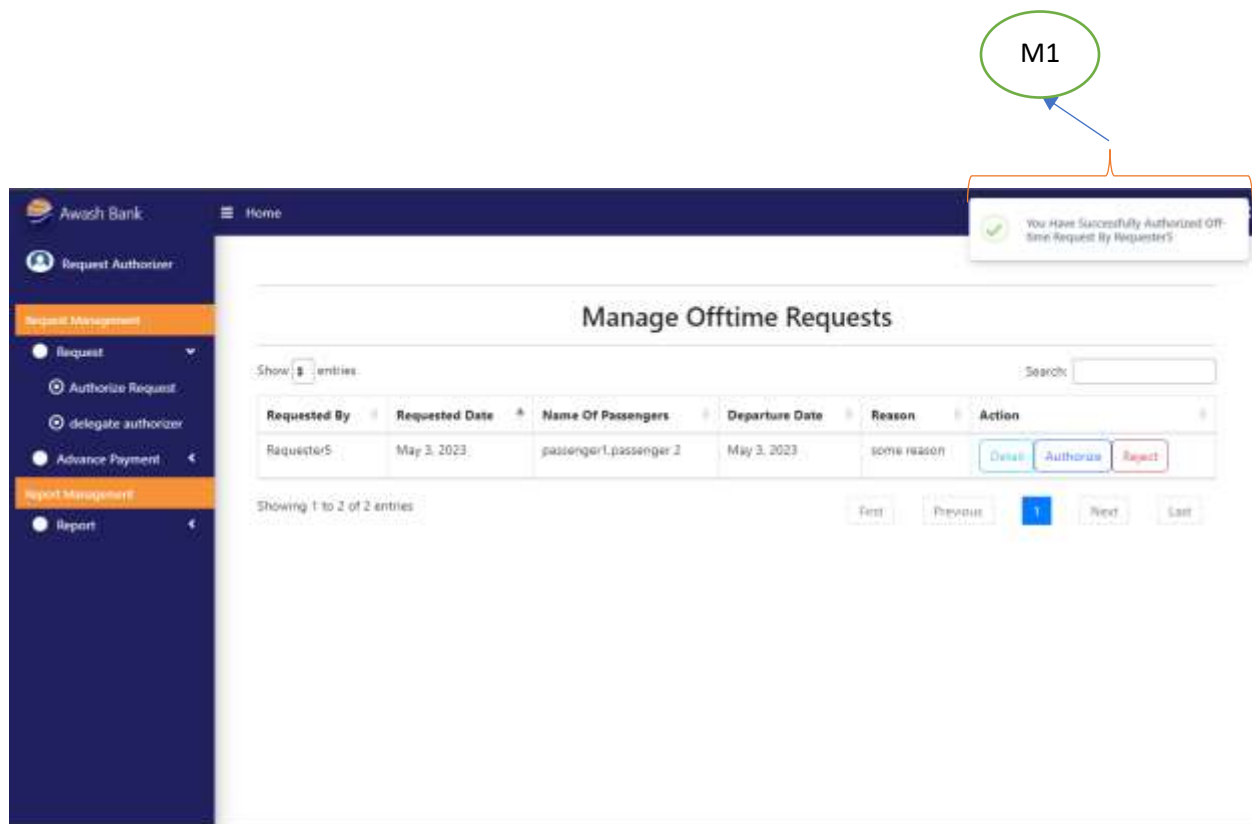 M1
Awash Bank
Home
You Have Successfully Authorized Off-
time Request By Requester5
Request Authorizer
Request Management
Manage Offtime Requests
Request
Authorize Request
delegate authorizer
Advance Payment
Report Management
Report
Show entries
Search:
Requested By Requested Date Name Of Passengers Departure Date Reason Action
Requester5 May 3, 2023 passenger1,passenger 2 May 3, 2023 some reason Detail Authorize Reject
Showing 1 to 2 of 2 entries
First Previous 1 Next Last